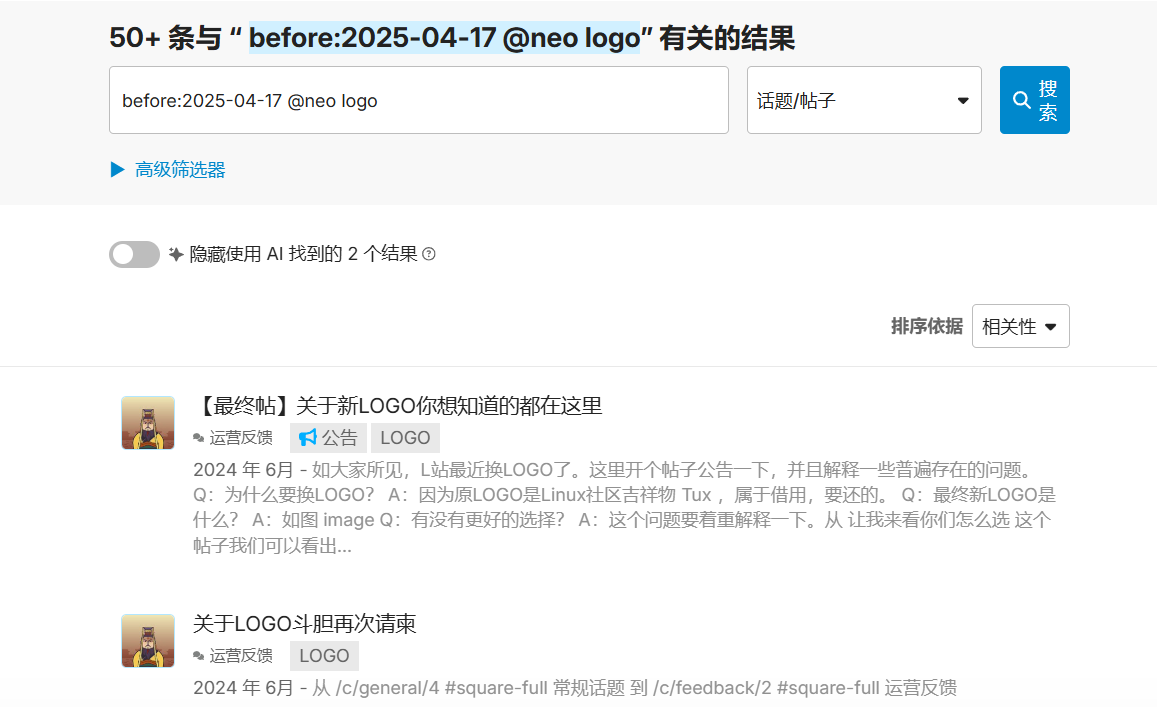 50+ 条与 “ before:2025-04-17 @neo logo” 有关的结果
before:2025-04-17 @neo logo
话题/帖子
搜索
高级筛选器
隐藏使用 AI 找到的 2 个结果
排序依据 相关性
【最终帖】关于新LOGO你想知道的都在这里
运营反馈 公告 LOGO
2024 年 6月 - 如大家所见，L站最近换LOGO了。这里开个帖子公告一下，并且解释一些普遍存在的问题。
Q：为什么要换LOGO？ A：因为原LOGO是Linux社区吉祥物 Tux ，属于借用，要还的。 Q：最终新LOGO是
什么？ A：如图 image Q：有没有更好的选择？ A：这个问题要着重解释一下。从 让我来看你们怎么选 这个
帖子我们可以看出...
关于LOGO斗胆再次请柬
运营反馈 LOGO
2024 年 6月 - 从 /c/general/4 #square-full 常规话题 到 /c/feedback/2 #square-full 运营反馈